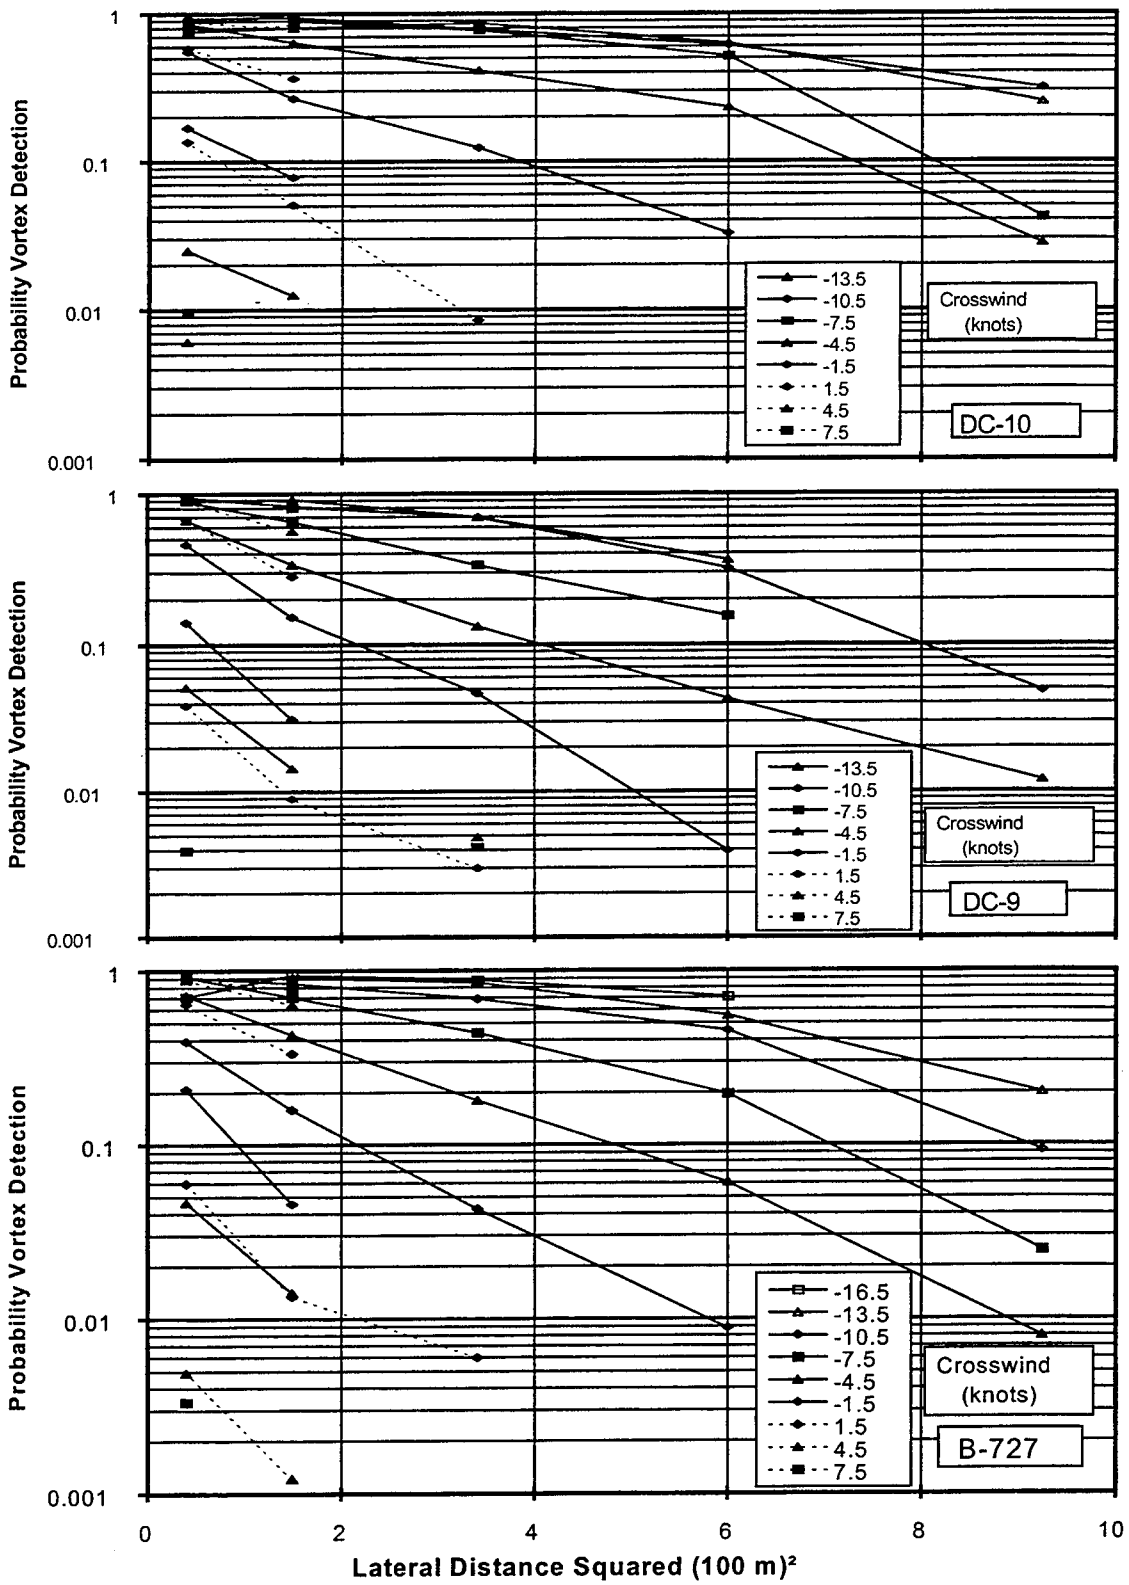 Probability Vortex Detection
1
0.1
0.01
0.001
-13.5
-10.5
-7.5
-4.5
-1.5
1.5
4.5
7.5
Crosswind
(knots)
DC-10
Probability Vortex Detection
1
0.1
0.01
0.001
-13.5
-10.5
-7.5
-4.5
-1.5
1.5
4.5
7.5
Crosswind
(knots)
DC-9
Probability Vortex Detection
1
0.1
0.01
0.001
-16.5
-13.5
-10.5
-7.5
-4.5
-1.5
1.5
4.5
7.5
Crosswind
(knots)
B-727
0 2 4 6 8 10
Lateral Distance Squared (100 m)²